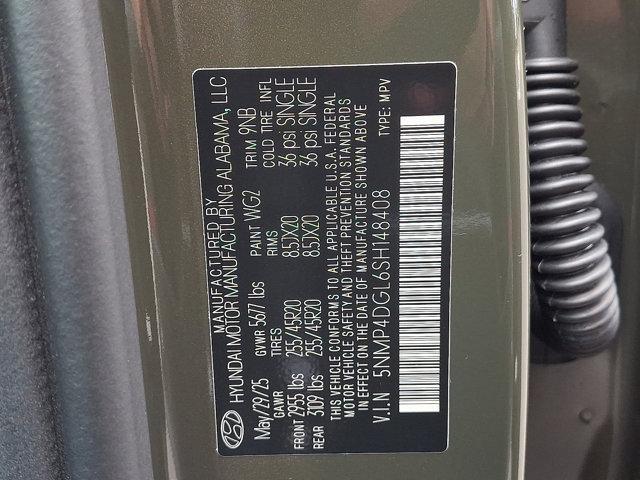 MANUFACTURED BY
HYUNDAI MOTOR MANUFACTURING ALABAMA, LLC
May/29/25 GVWR 5677 lbs PAINT WG2 TRIM 9NB
GAWR TIRES RIMS COLD TIRE INFL
FRONT 2955 lbs 255/45R20 8.5JX20 36 psi SINGLE
REAR 3109 lbs 255/45R20 8.5JX20 36 psi SINGLE
THIS VEHICLE CONFORMS TO ALL APPLICABLE U.S.A. FEDERAL
MOTOR VEHICLE SAFETY AND THEFT PREVENTION STANDARDS
IN EFFECT ON THE DATE OF MANUFACTURE SHOWN ABOVE
V.I.N 5NMP4DGL6SH148408 TYPE: MPV